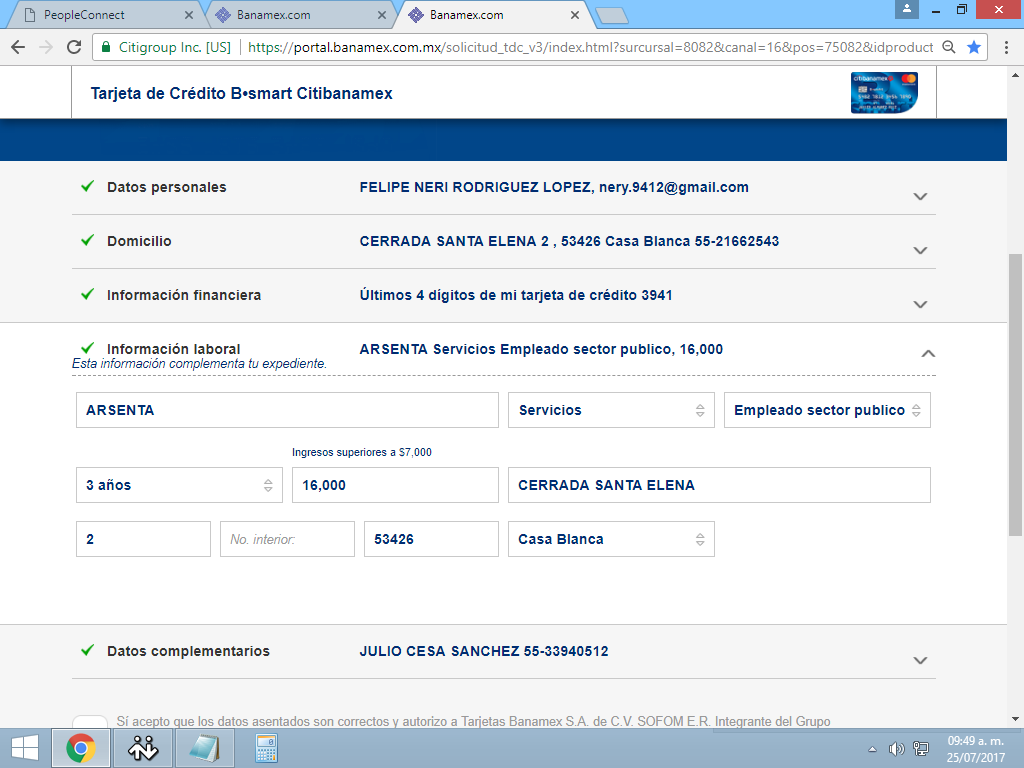 PeopleConnect
Banamex.com
Banamex.com
Citigroup Inc. [US]
https://portal.banamex.com.mx/solicitud_tdc_v3/index.html?surcursal=8082&canal=16&pos=75082&idproduct
Tarjeta de Crédito B•smart Citibanamex
citibanamex
Datos personales
FELIPE NERI RODRIGUEZ LOPEZ, nery.9412@gmail.com
Domicilio
CERRADA SANTA ELENA 2 , 53426 Casa Blanca 55-21662543
Información financiera
Últimos 4 dígitos de mi tarjeta de crédito 3941
Información laboral
ARSENTA Servicios Empleado sector publico, 16,000
Esta información complementa tu expediente.
ARSENTA
Servicios
Empleado sector publico
Ingresos superiores a $7,000
3 años
16,000
CERRADA SANTA ELENA
2
No. interior:
53426
Casa Blanca
Datos complementarios
JULIO CESA SANCHEZ 55-33940512
Sí acepto que los datos asentados son correctos y autorizo a Tarjetas Banamex S.A. de C.V. SOFOM E.R. Integrante del Grupo
09:49 a. m.
25/07/2017